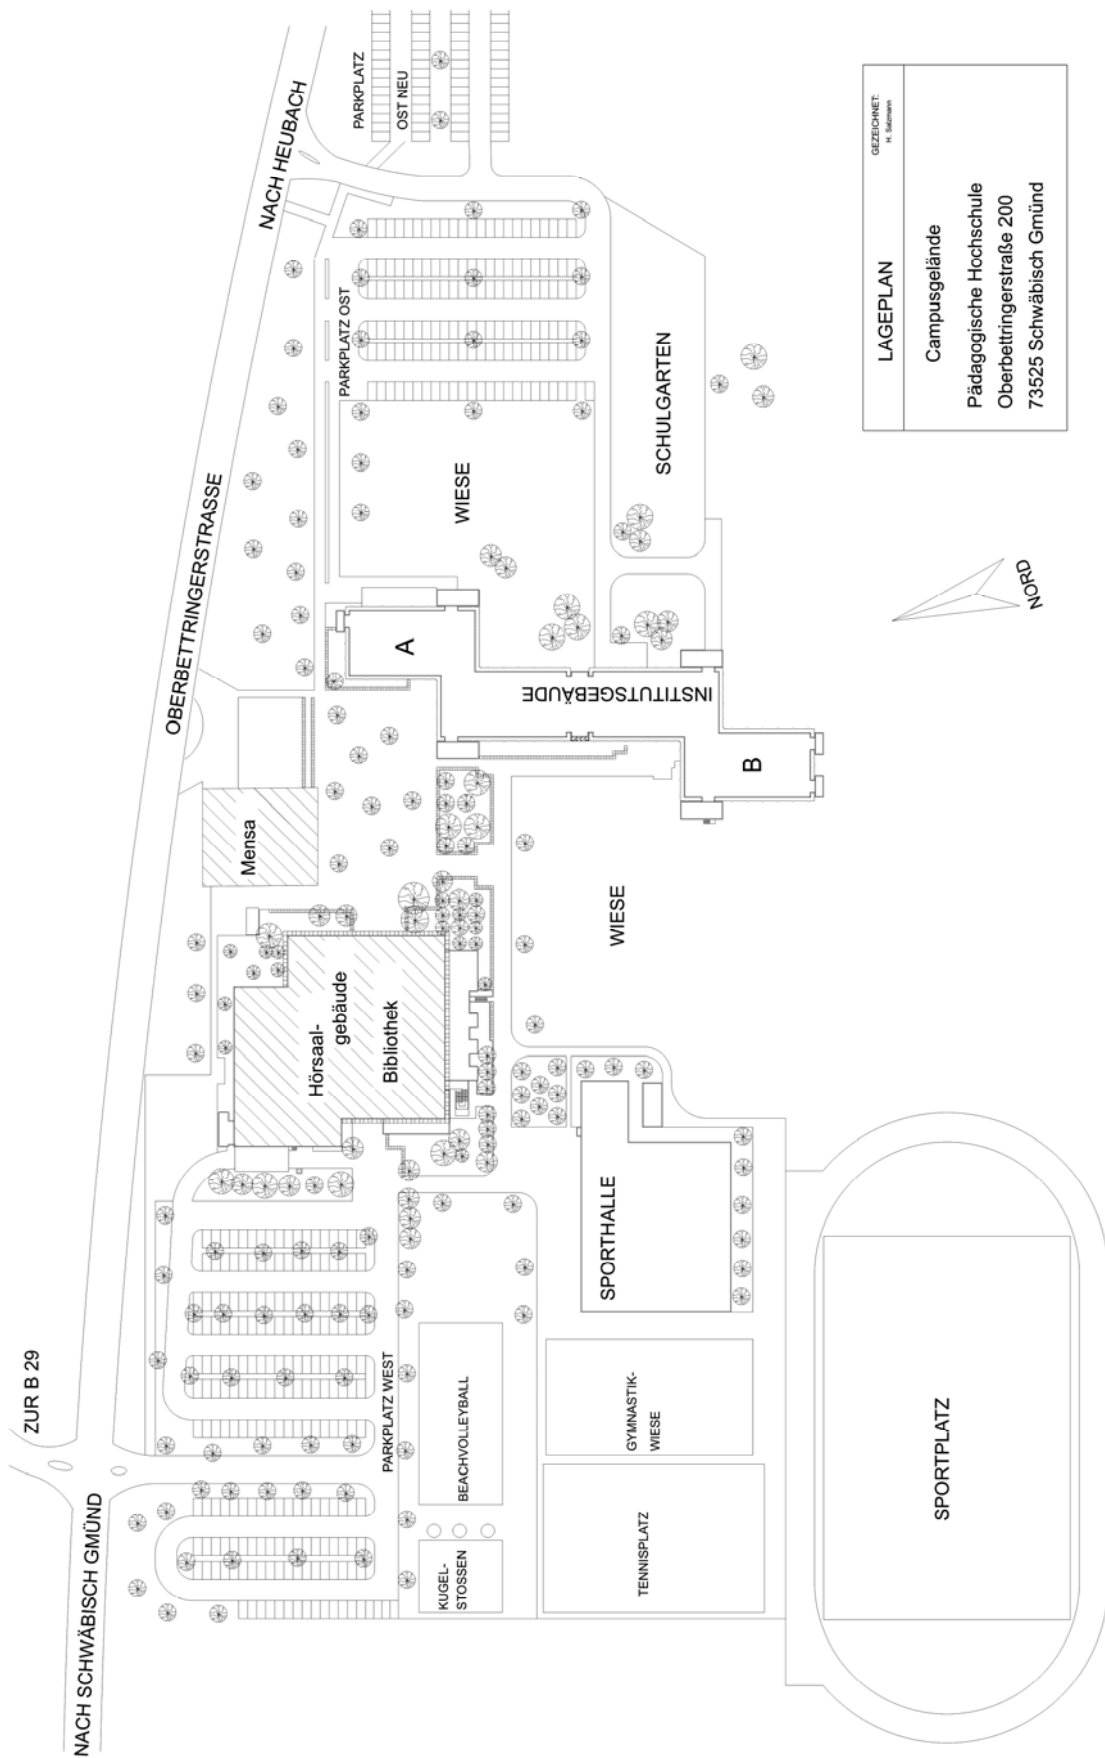 ZUR B 29
NACH SCHWÄBISCH GMÜND
OBERBETTRINGERSTRASSE
NACH HEUBACH
PARKPLATZ
OST NEU
PARKPLATZ OST
PARKPLATZ WEST
Mensa
Hörsaal-
gebäude
Bibliothek
A
INSTITUTSGEBÄUDE
B
WIESE
WIESE
SCHULGARTEN
KUGEL-
STOSSEN
BEACHVOLLEYBALL
TENNISPLATZ
GYMNASTIK-
WIESE
SPORTHALLE
SPORTPLATZ
NORD
LAGEPLAN
GEZEICHNET:
H. Salzmann
Campusgelände
Pädagogische Hochschule
Oberbettringerstraße 200
73525 Schwäbisch Gmünd